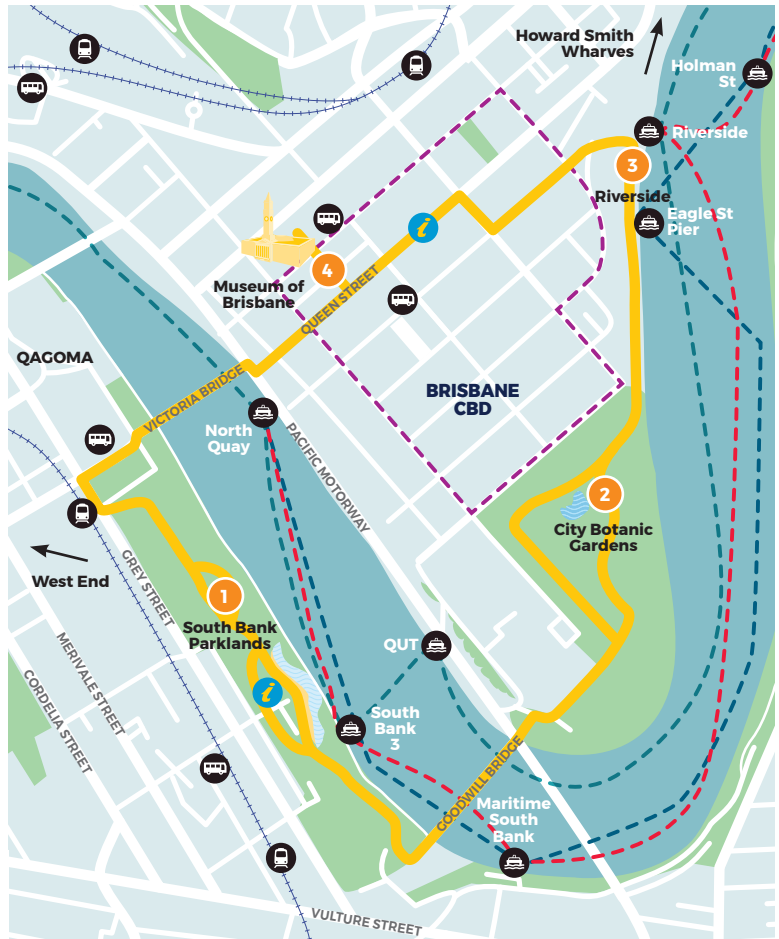 Howard Smith
Wharves
Holman
St
Riverside
3
Riverside
Eagle St
Pier
i
4
Museum of
Brisbane
QUEEN STREET
QAGOMA
VICTORIA BRIDGE
BRISBANE
CBD
North
Quay
PACIFIC MOTORWAY
2
City Botanic
Gardens
West End
GREY STREET
1
South Bank
Parklands
MERIVALE STREET
CORDELIA STREET
QUT
i
South
Bank
3
GOODWILL BRIDGE
Maritime
South
Bank
VULTURE STREET